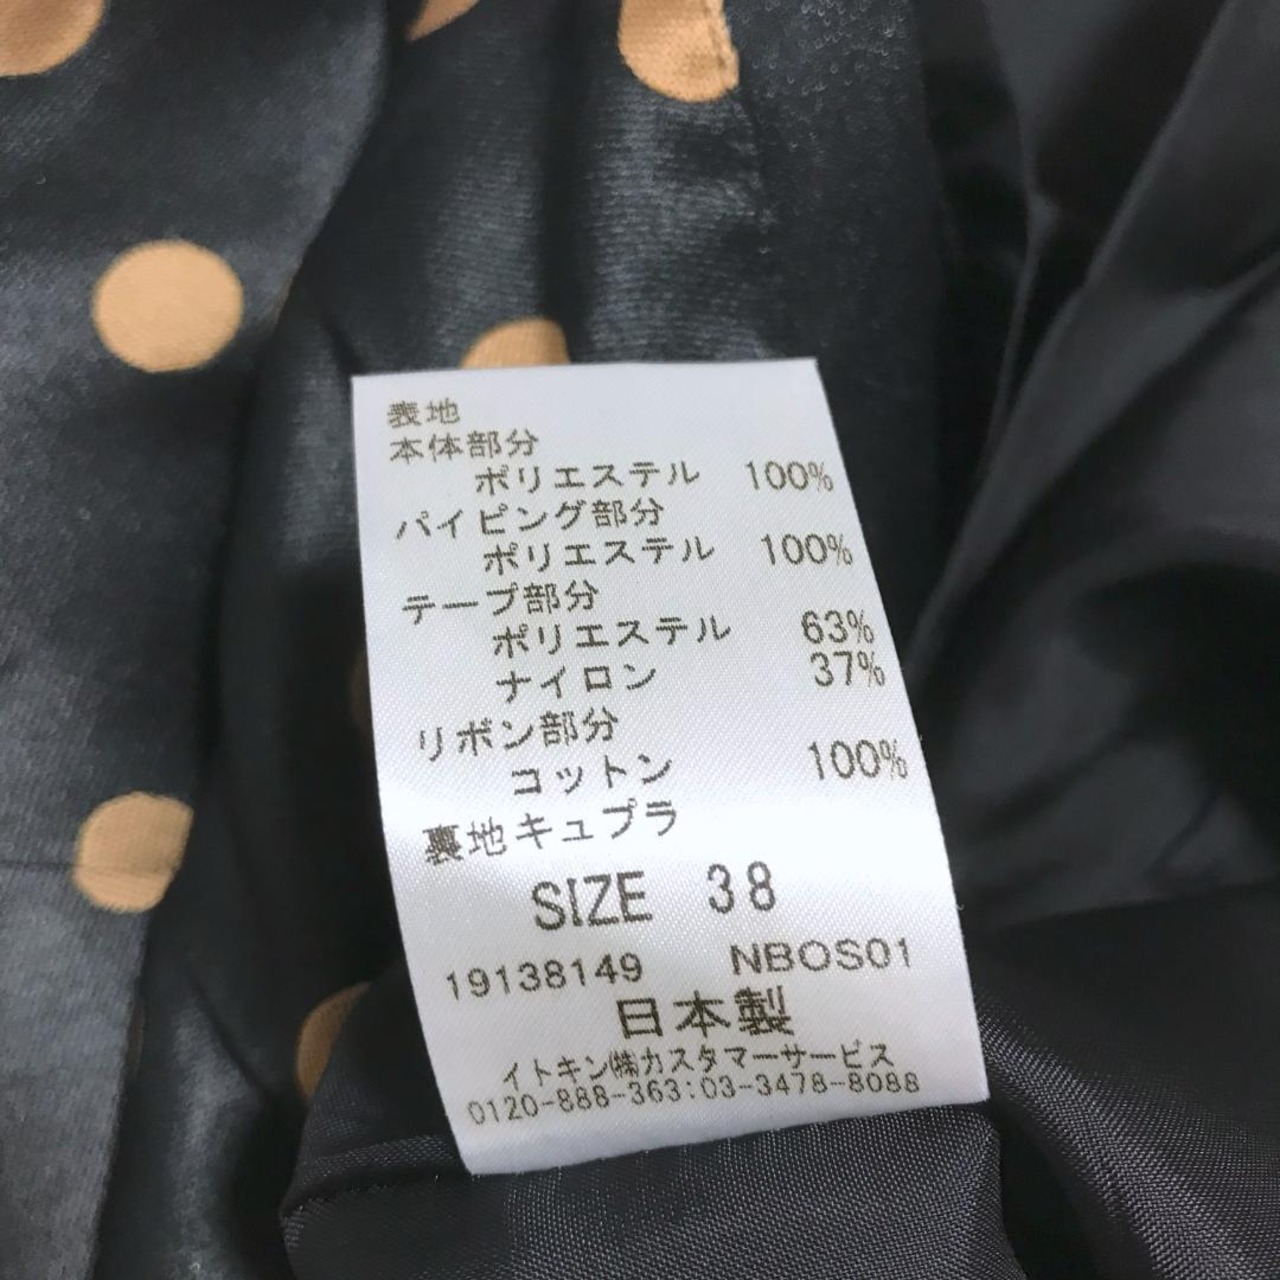 表地
本体部分
ポリエステル 100%
パイピング部分
ポリエステル 100%
テープ部分
ポリエステル 63%
ナイロン 37%
リボン部分
コットン 100%
裏地キュプラ
SIZE 38
19138149 NBOS01
日本製
イトキン㈱カスタマーサービス
0120-888-363:03-3478-8088